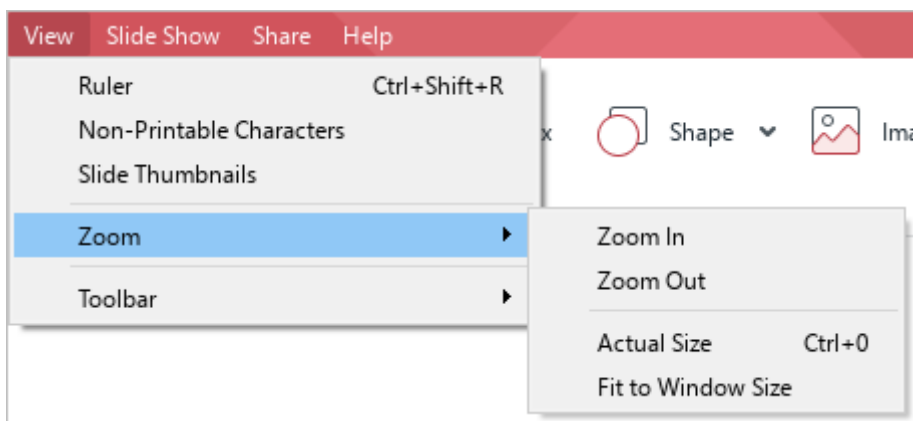 View Slide Show Share Help
Ruler Ctrl+Shift+R
Non-Printable Characters
Slide Thumbnails
Zoom
Toolbar
Shape
Zoom In
Zoom Out
Actual Size Ctrl+0
Fit to Window Size